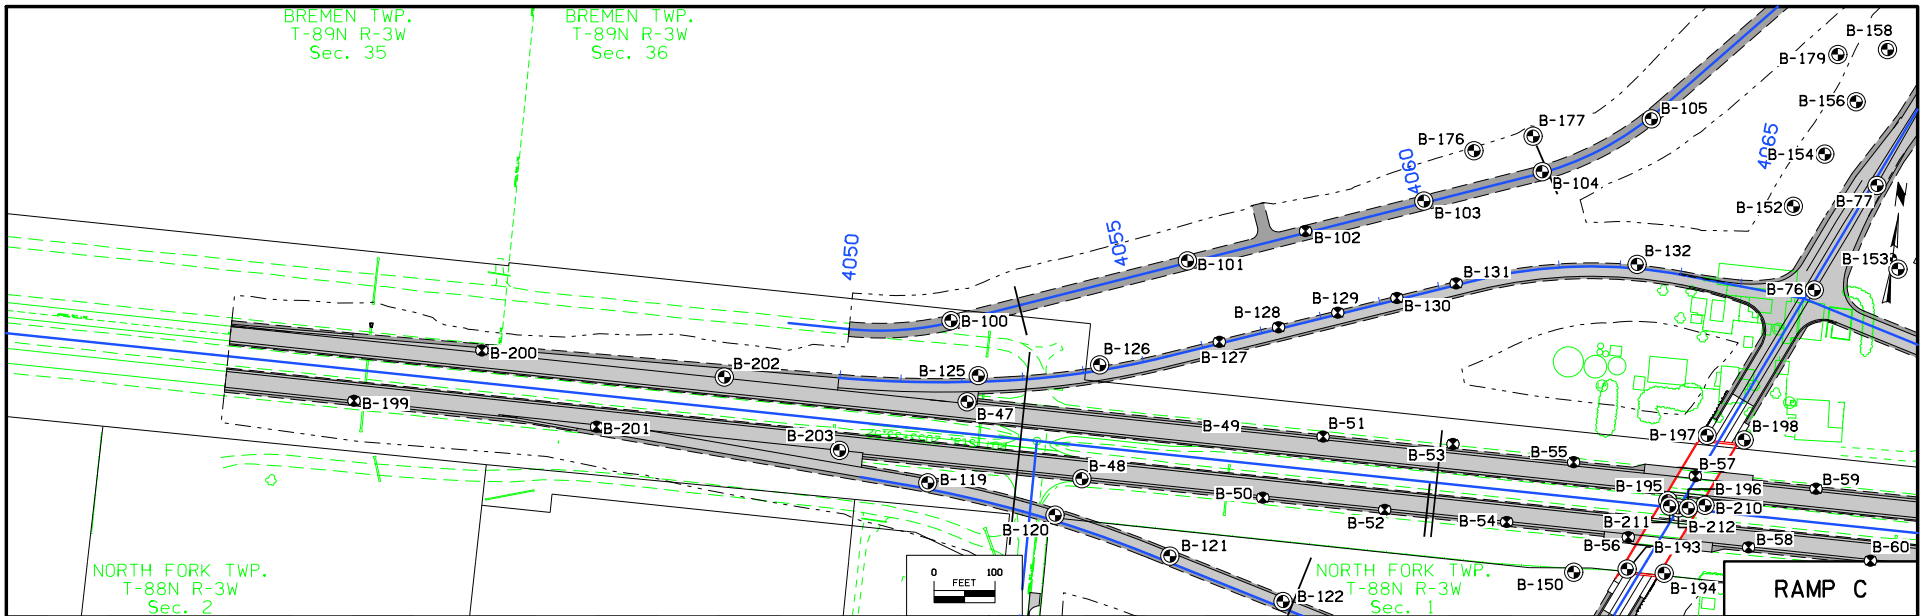 BREMEN TWP.
T-89N R-3W
Sec. 35
BREMEN TWP.
T-89N R-3W
Sec. 36
B-158
B-179
B-156
B-105
B-177
B-176
4065
B-154
4060
B-104
B-77
B-152
B-103
N
4055
4050
B-102
B-132
B-101
B-153
B-131
B-76
B-130
B-129
B-128
B-100
B-127
B-200
B-202
B-126
B-125
B-199
B-47
B-201
B-49
B-51
B-203
B-53
B-197
B-198
B-55
B-57
B-48
B-59
B-119
B-195
B-196
B-50
B-210
B-52
B-54
B-211
B-212
B-120
B-56
B-193
B-58
B-60
B-121
B-150
B-194
B-122
NORTH FORK TWP.
T-88N R-3W
Sec. 2
0 100
FEET
NORTH FORK TWP.
T-88N R-3W
Sec. 1
RAMP C